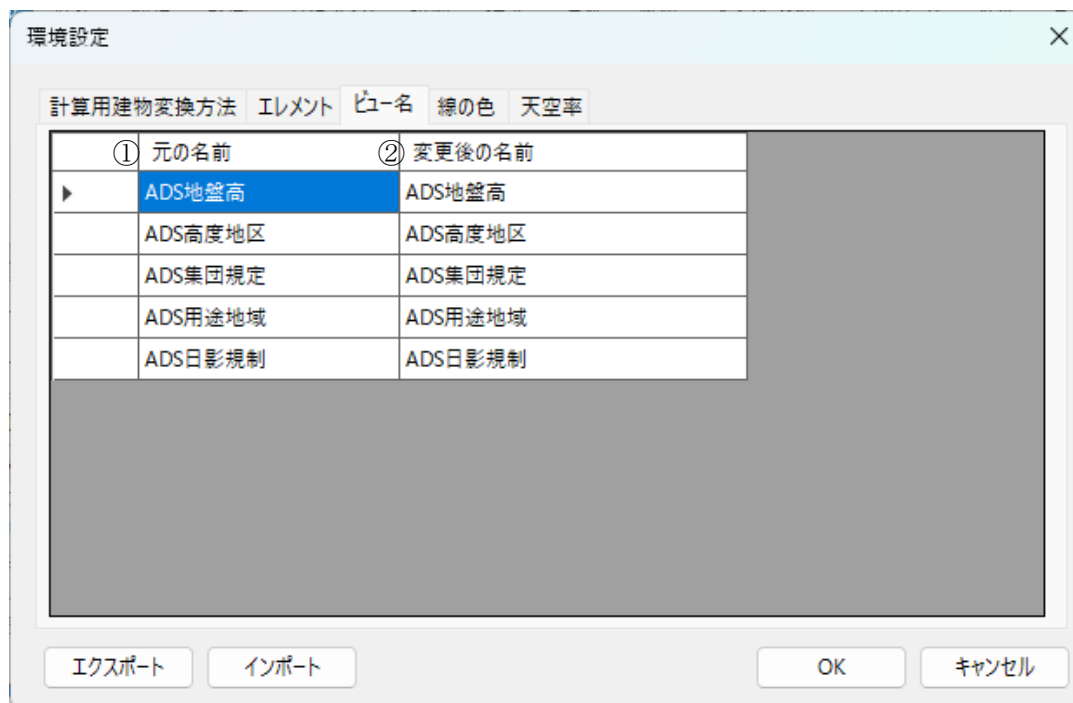 環境設定
計算用建物変換方法 エレメント ビュー名 線の色 天空率
① 元の名前 ② 変更後の名前
ADS地盤高 ADS地盤高
ADS高度地区 ADS高度地区
ADS集団規定 ADS集団規定
ADS用途地域 ADS用途地域
ADS日影規制 ADS日影規制
エクスポート インポート OK キャンセル